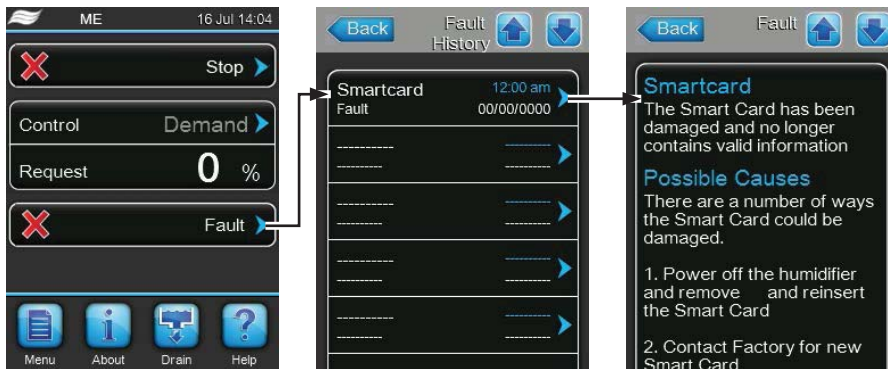 ME 16 Jul 14:04
Stop
Control Demand
Request 0 %
Fault
Menu About Drain Help
Back Fault
History
Smartcard 12:00 am
Fault 00/00/0000
---------- --------
--------- ----------
---------- --------
--------- ----------
---------- --------
--------- ----------
---------- --------
--------- ----------
Back Fault
Smartcard
The Smart Card has been
damaged and no longer
contains valid information
Possible Causes
There are a number of ways
the Smart Card could be
damaged.
1. Power off the humidifier
and remove and reinsert
the Smart Card
2. Contact Factory for new
Smart Card